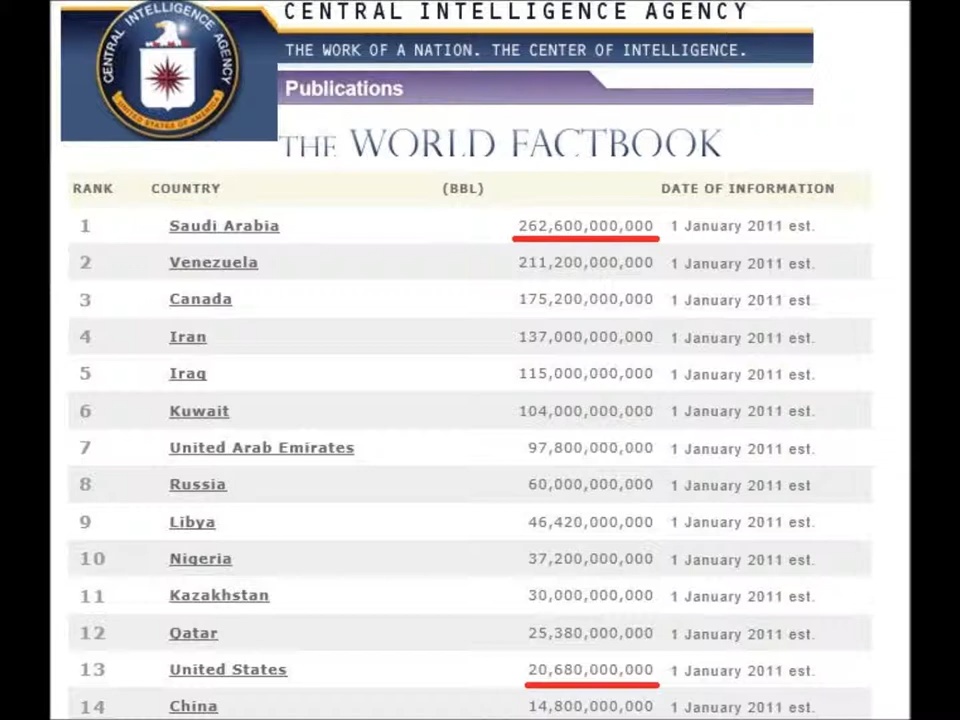 CENTRAL INTELLIGENCE AGENCY
THE WORK OF A NATION. THE CENTER OF INTELLIGENCE.
CENTRAL INTELLIGENCE AGENCY
UNITED STATES OF AMERICA
Publications
THE WORLD FACTBOOK
RANK COUNTRY (BBL) DATE OF INFORMATION
1 Saudi Arabia 262,600,000,000 1 January 2011 est.
2 Venezuela 211,200,000,000 1 January 2011 est.
3 Canada 175,200,000,000 1 January 2011 est.
4 Iran 137,000,000,000 1 January 2011 est.
5 Iraq 115,000,000,000 1 January 2011 est.
6 Kuwait 104,000,000,000 1 January 2011 est.
7 United Arab Emirates 97,800,000,000 1 January 2011 est.
8 Russia 60,000,000,000 1 January 2011 est
9 Libya 46,420,000,000 1 January 2011 est.
10 Nigeria 37,200,000,000 1 January 2011 est.
11 Kazakhstan 30,000,000,000 1 January 2011 est.
12 Qatar 25,380,000,000 1 January 2011 est.
13 United States 20,680,000,000 1 January 2011 est.
14 China 14,800,000,000 1 January 2011 est.